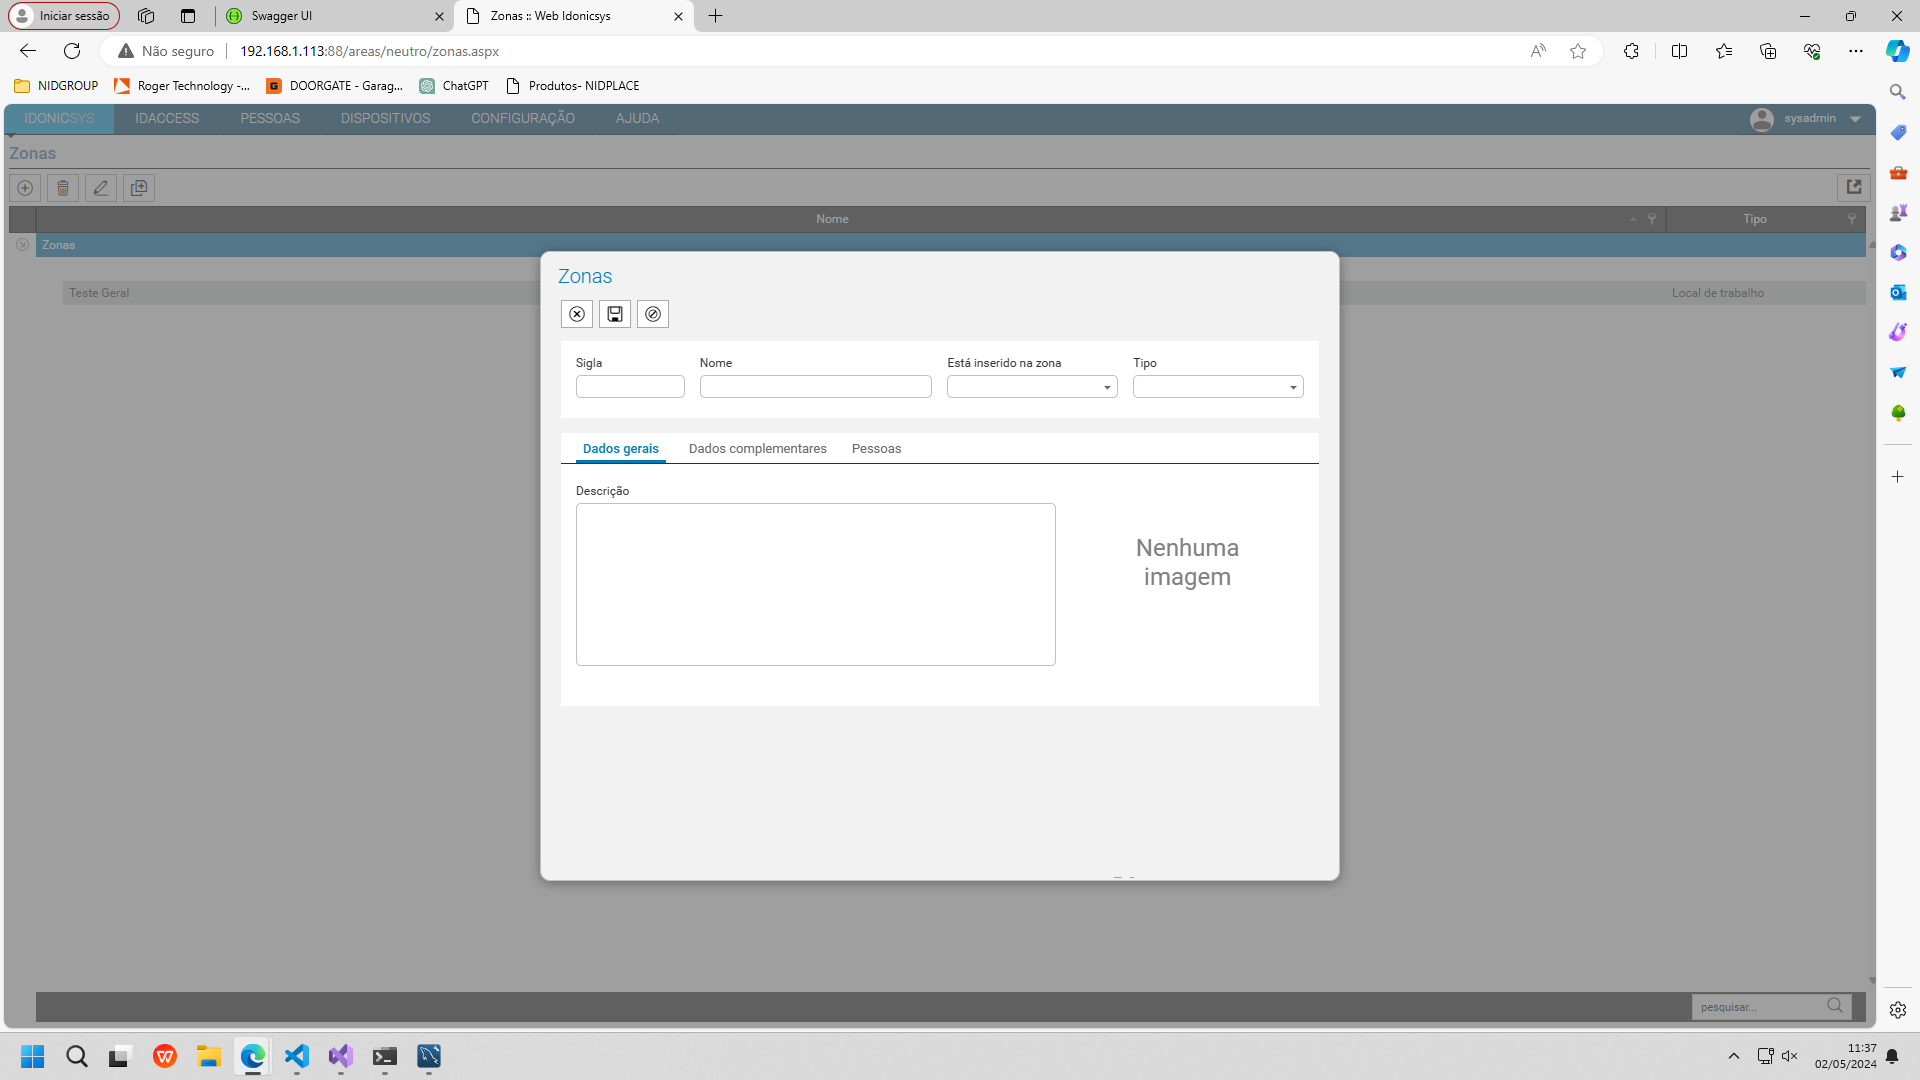 Iniciar sessão
Swagger UI
Zonas :: Web Idonicsys
Não seguro
192.168.1.113:88/areas/neutro/zonas.aspx
NIDGROUP
Roger Technology -...
DOORGATE - Garag...
ChatGPT
Produtos- NIDPLACE
IDONICSYS
IDACCESS
PESSOAS
DISPOSITIVOS
CONFIGURAÇÃO
AJUDA
sysadmin
Zonas
Nome
Tipo
Zonas
Teste Geral
Local de trabalho
Zonas
Sigla
Nome
Está inserido na zona
Tipo
Dados gerais
Dados complementares
Pessoas
Descrição
Nenhuma
imagem
pesquisar...
11:37
02/05/2024